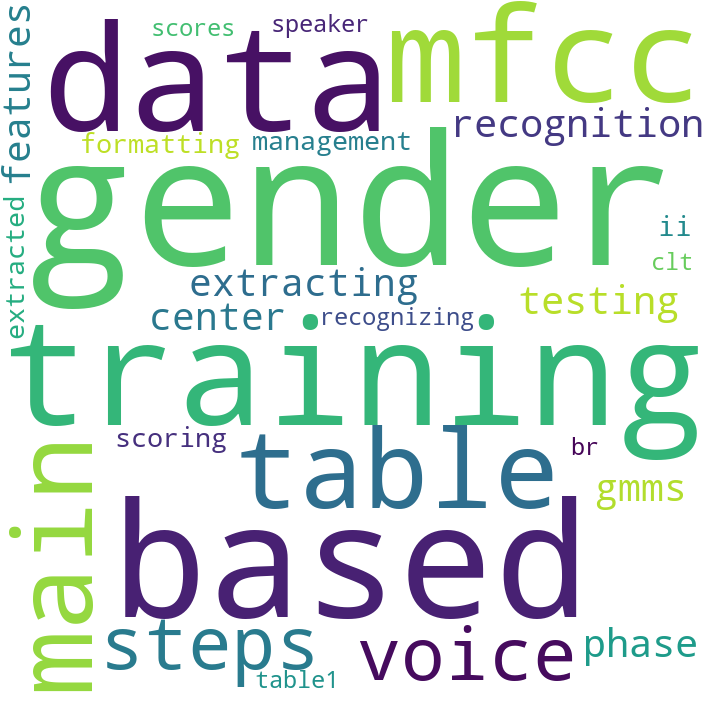 scores
speaker
features
data
mfcc
recognition
formatting
management
gender
extracted
ii
clt
extracting
testing
center
recognizing
training
scoring
main
table
br
gmms
based
steps
voice
phase
table1